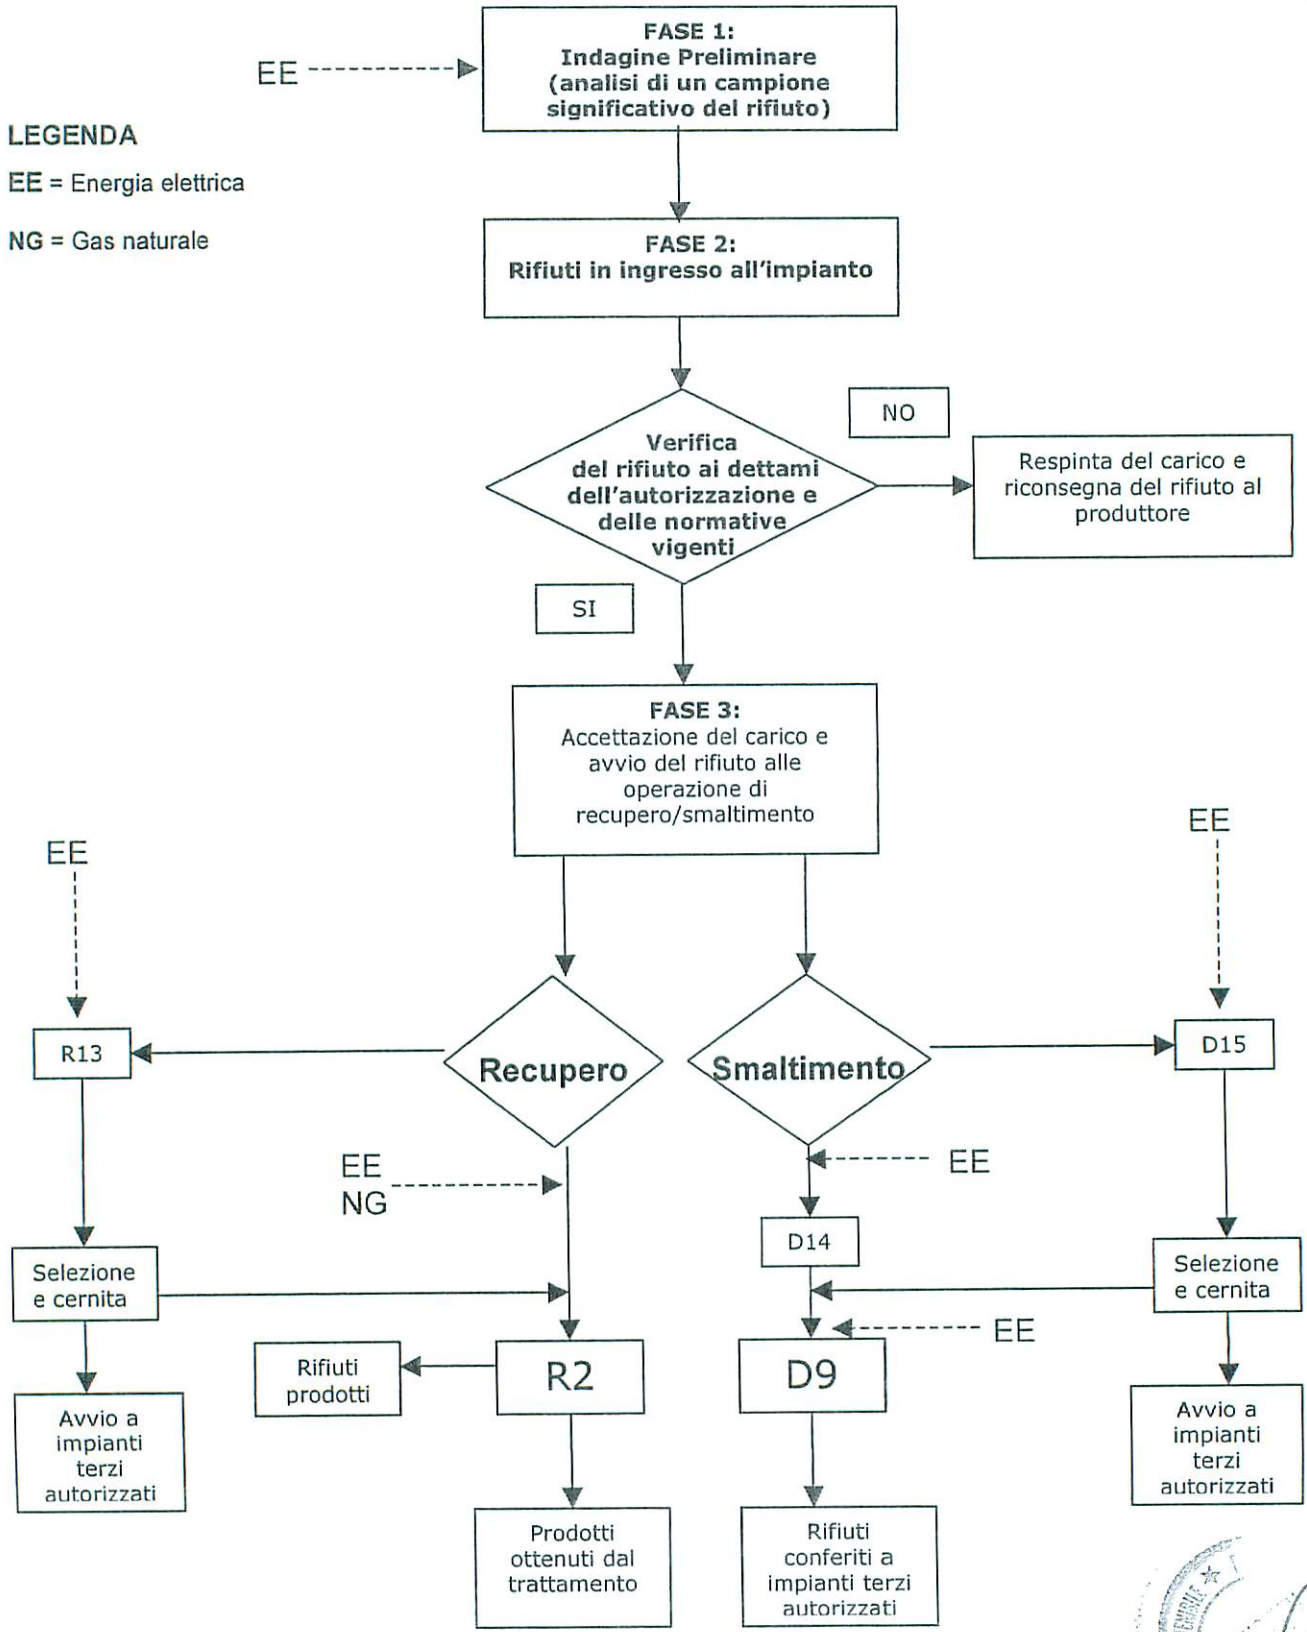 FASE 1:
Indagine Preliminare
(analisi di un campione
significativo del rifiuto)
EE
LEGENDA
EE = Energia elettrica
NG = Gas naturale
FASE 2:
Rifiuti in ingresso all'impianto
NO
Verifica
del rifiuto ai dettami
dell'autorizzazione e
delle normative
vigenti
Respinta del carico e
riconsegna del rifiuto al
produttore
SI
FASE 3:
Accettazione del carico e
avvio del rifiuto alle
operazione di
recupero/smaltimento
EE
EE
R13
Recupero
Smaltimento
D15
EE
NG
EE
D14
Selezione
e cernita
Selezione
e cernita
EE
Rifiuti
prodotti
R2
D9
Avvio a
impianti
terzi
autorizzati
Avvio a
impianti
terzi
autorizzati
Prodotti
ottenuti dal
trattamento
Rifiuti
conferiti a
impianti terzi
autorizzati